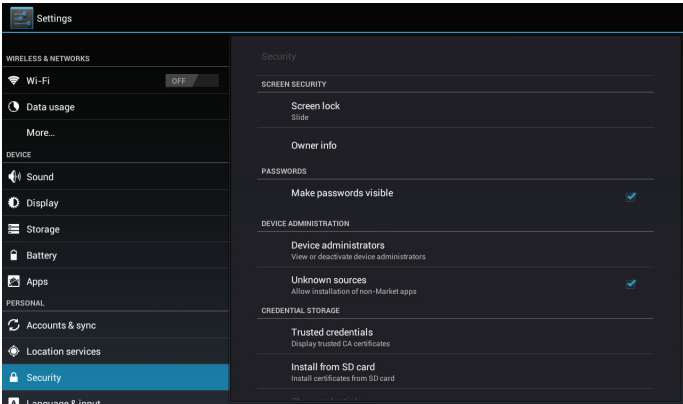 Settings
WIRELESS & NETWORKS
Wi-Fi
OFF
Data usage
More...
DEVICE
Sound
Display
Storage
Battery
Apps
PERSONAL
Accounts & sync
Location services
Security
Language & input
Security
SCREEN SECURITY
Screen lock
Slide
Owner info
PASSWORDS
Make passwords visible
DEVICE ADMINISTRATION
Device administrators
View or deactivate device administrators
Unknown sources
Allow installation of non-Market apps
CREDENTIAL STORAGE
Trusted credentials
Display trusted CA certificates
Install from SD card
Install certificates from SD card